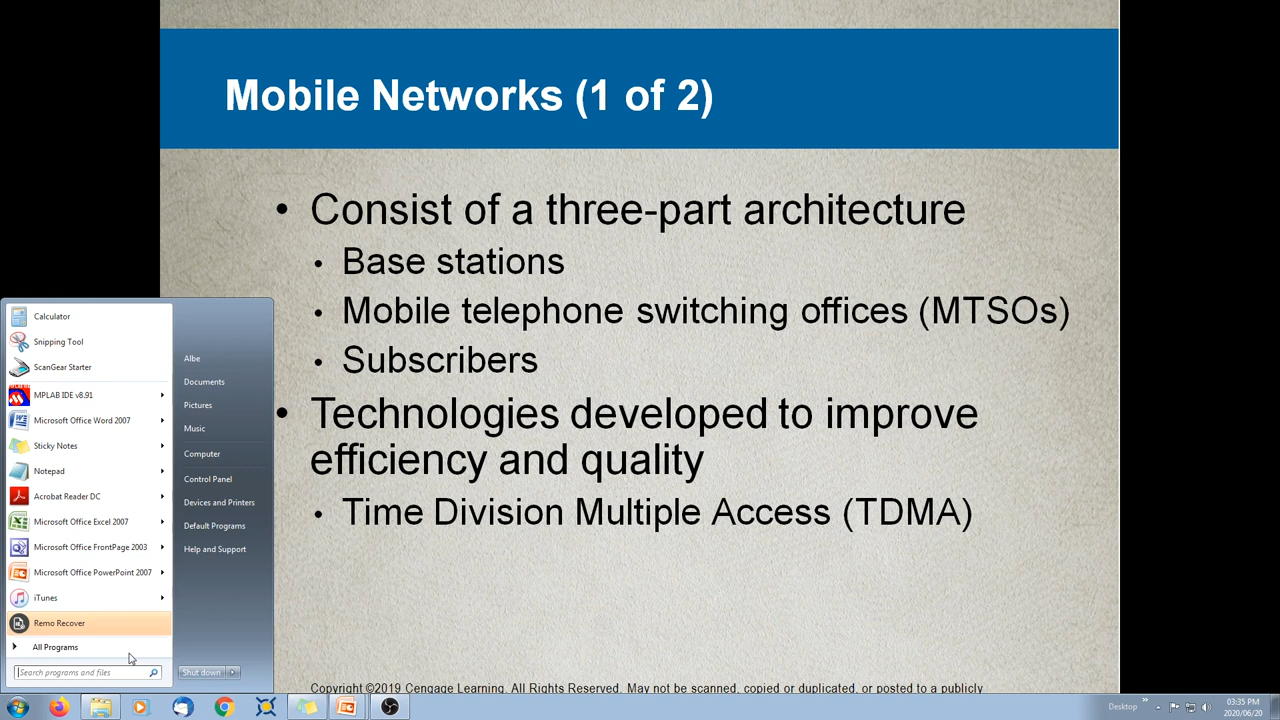 Mobile Networks (1 of 2)
• Consist of a three-part architecture
• Base stations
• Mobile telephone switching offices (MTSOs)
• Subscribers
• Technologies developed to improve
efficiency and quality
• Time Division Multiple Access (TDMA)
Copyright ©2019 Cengage Learning. All Rights Reserved. May not be scanned, copied or duplicated, or posted to a publicly
Calculator
Snipping Tool
ScanGear Starter
MPLAB IDE v8.91
Microsoft Office Word 2007
Sticky Notes
Notepad
Acrobat Reader DC
Microsoft Office Excel 2007
Microsoft Office FrontPage 2003
Microsoft Office PowerPoint 2007
iTunes
Remo Recover
All Programs
Search programs and files
Albe
Documents
Pictures
Music
Computer
Control Panel
Devices and Printers
Default Programs
Help and Support
Shut down
Desktop
03:35 PM
2020/06/20